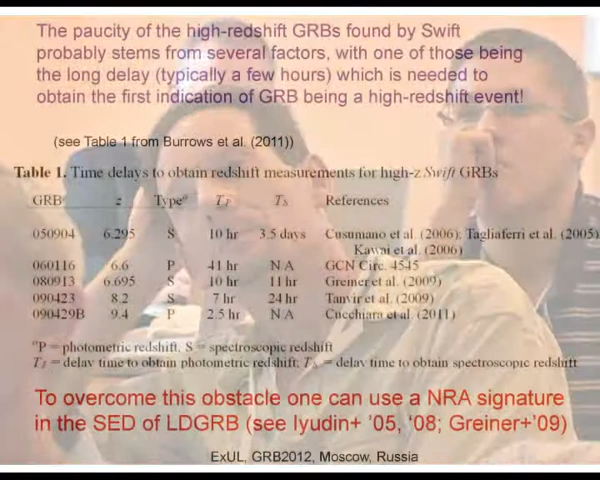 The paucity of the high-redshift GRBs found by Swift
probably stems from several factors, with one of those being
the long delay (typically a few hours) which is needed to
obtain the first indication of GRB being a high-redshift event!
(see Table 1 from Burrows et al. (2011))
Table 1. Time delays to obtain redshift measurements for high-z Swift GRBs
GRB z Typeᵃ T_P T_S References
050904 6.295 S 10 hr 3.5 days Cusumano et al. (2006); Tagliaferri et al. (2005)
Kawai et al. (2006)
060116 6.6 P 41 hr NA GCN Circ. 4545
080913 6.695 S 10 hr 11 hr Greiner et al. (2009)
090423 8.2 S 7 hr 24 hr Tanvir et al. (2009)
090429B 9.4 P 2.5 hr NA Cucchiara et al. (2011)
ᵃP = photometric redshift, S = spectroscopic redshift
T_P = delay time to obtain photometric redshift; T_S = delay time to obtain spectroscopic redshift
To overcome this obstacle one can use a NRA signature
in the SED of LDGRB (see Iyudin+ '05, '08; Greiner+'09)
ExUL, GRB2012, Moscow, Russia